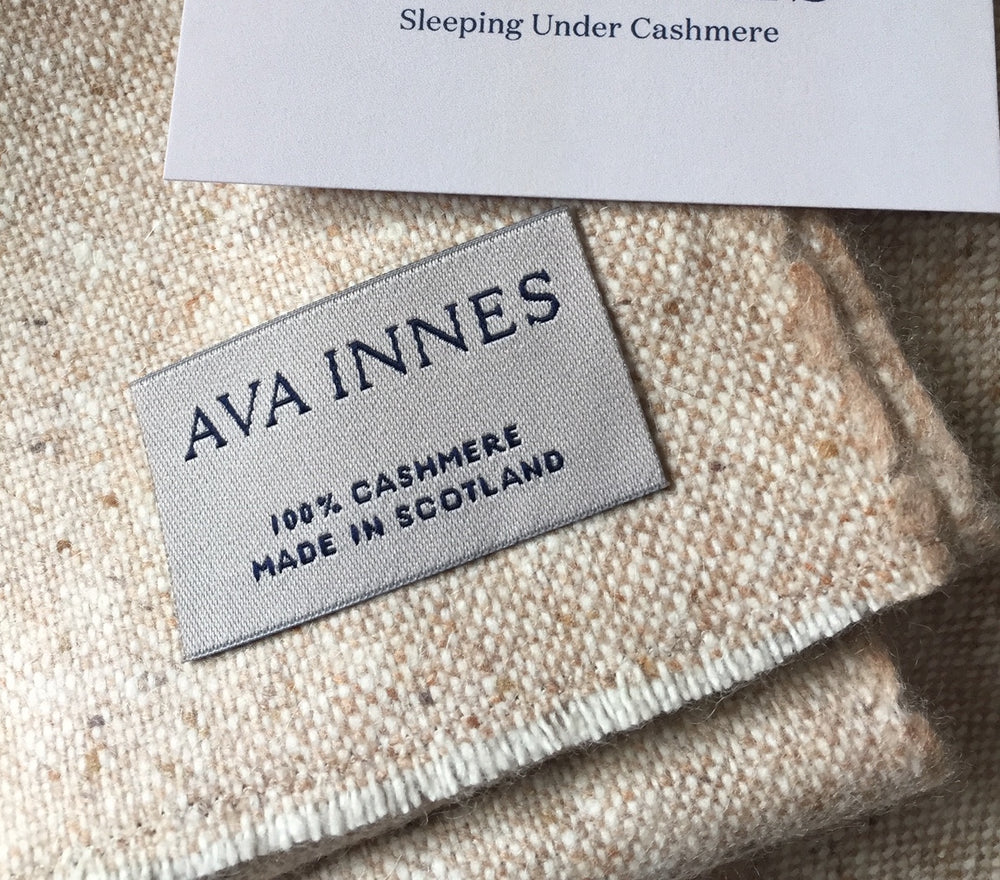 Sleeping Under Cashmere
AVA INNES
100% CASHMERE
MADE IN SCOTLAND